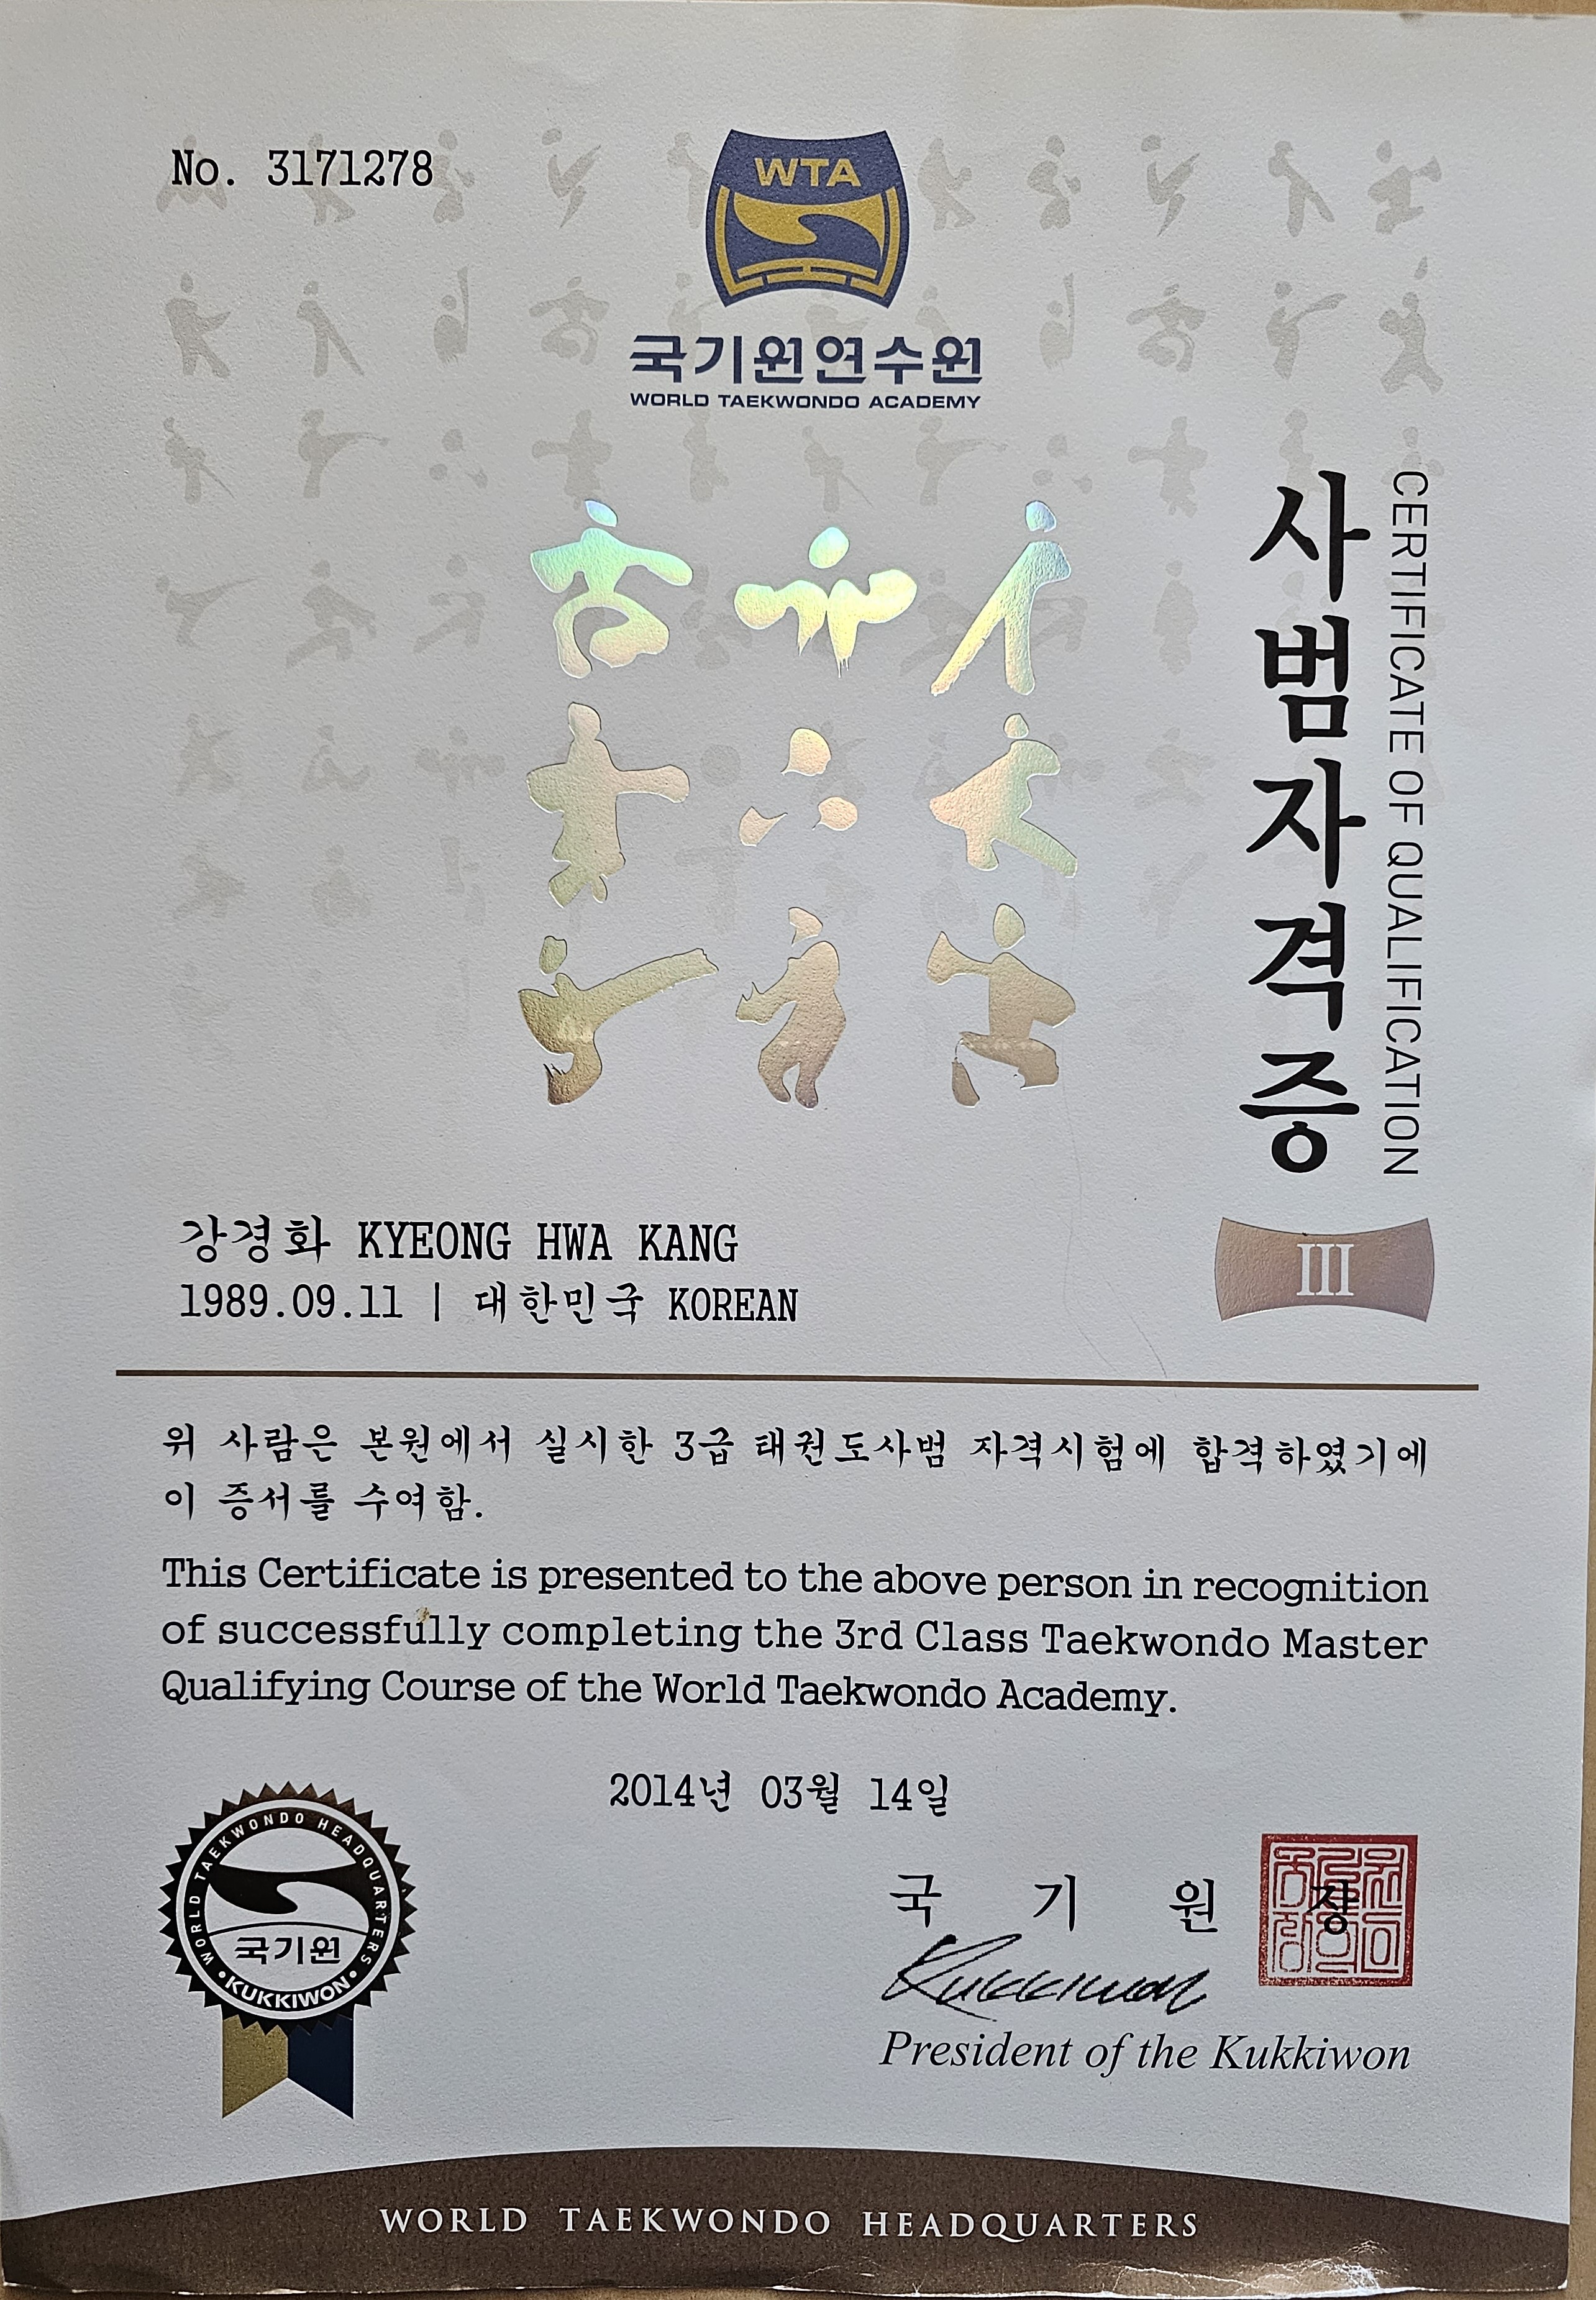 No. 3171278
WTA
국기원연수원
WORLD TAEKWONDO ACADEMY
사범자격증
CERTIFICATE OF QUALIFICATION
III
강경화 KYEONG HWA KANG
1989.09.11 | 대한민국 KOREAN
위 사람은 본원에서 실시한 3급 태권도사범 자격시험에 합격하였기에
이 증서를 수여함.
This Certificate is presented to the above person in recognition
of successfully completing the 3rd Class Taekwondo Master
Qualifying Course of the World Taekwondo Academy.
2014년 03월 14일
WORLD TAEKWONDO HEADQUARTERS
국기원
KUKKIWON
국 기 원 장
Kukkiwon
President of the Kukkiwon
WORLD TAEKWONDO HEADQUARTERS